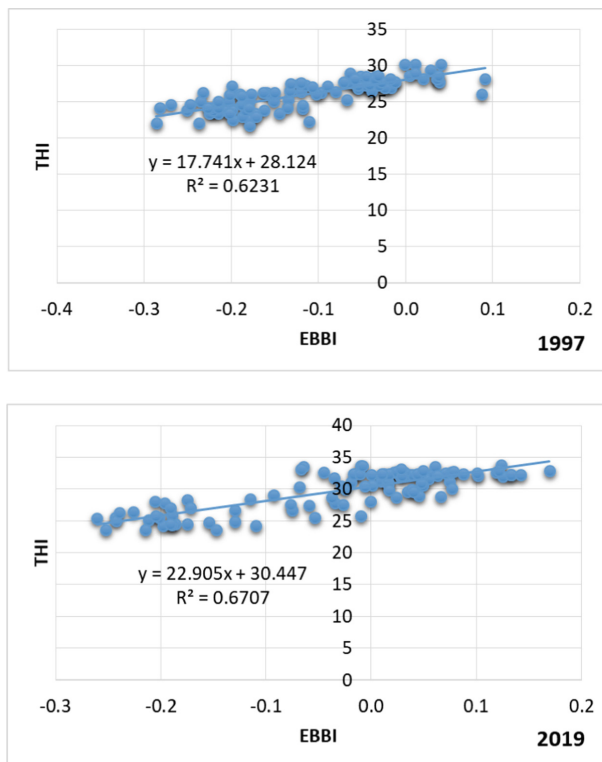 35
30
25
20
15
10
5
0
THI
y = 17.741x + 28.124
R² = 0.6231
-0.4 -0.3 -0.2 -0.1 0.0 0.1 0.2
EBBI
1997
40
35
30
25
20
15
10
5
0
THI
y = 22.905x + 30.447
R² = 0.6707
-0.3 -0.2 -0.1 0.0 0.1 0.2
EBBI
2019